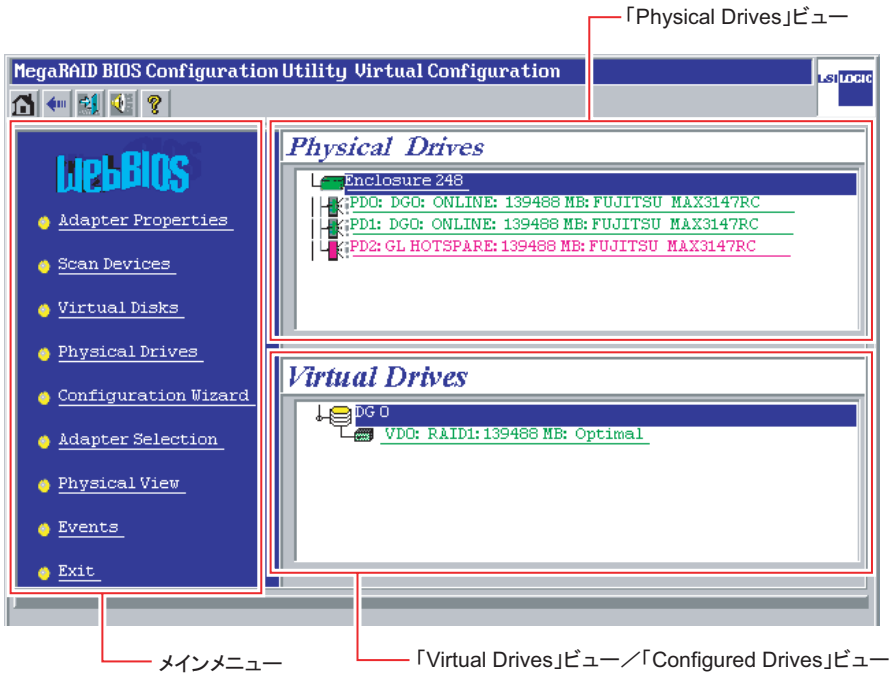 「Physical Drives」ビュー
MegaRAID BIOS Configuration Utility Virtual Configuration
LSI LOGIC
WebBIOS
Adapter Properties
Scan Devices
Virtual Disks
Physical Drives
Configuration Wizard
Adapter Selection
Physical View
Events
Exit
Physical Drives
Enclosure 248
PD0: DG0: ONLINE: 139488 MB: FUJITSU MAX3147RC
PD1: DG0: ONLINE: 139488 MB: FUJITSU MAX3147RC
PD2: GL HOTSPARE: 139488 MB: FUJITSU MAX3147RC
Virtual Drives
DG 0
VD0: RAID1: 139488 MB: Optimal
メインメニュー
「Virtual Drives」ビュー／「Configured Drives」ビュー